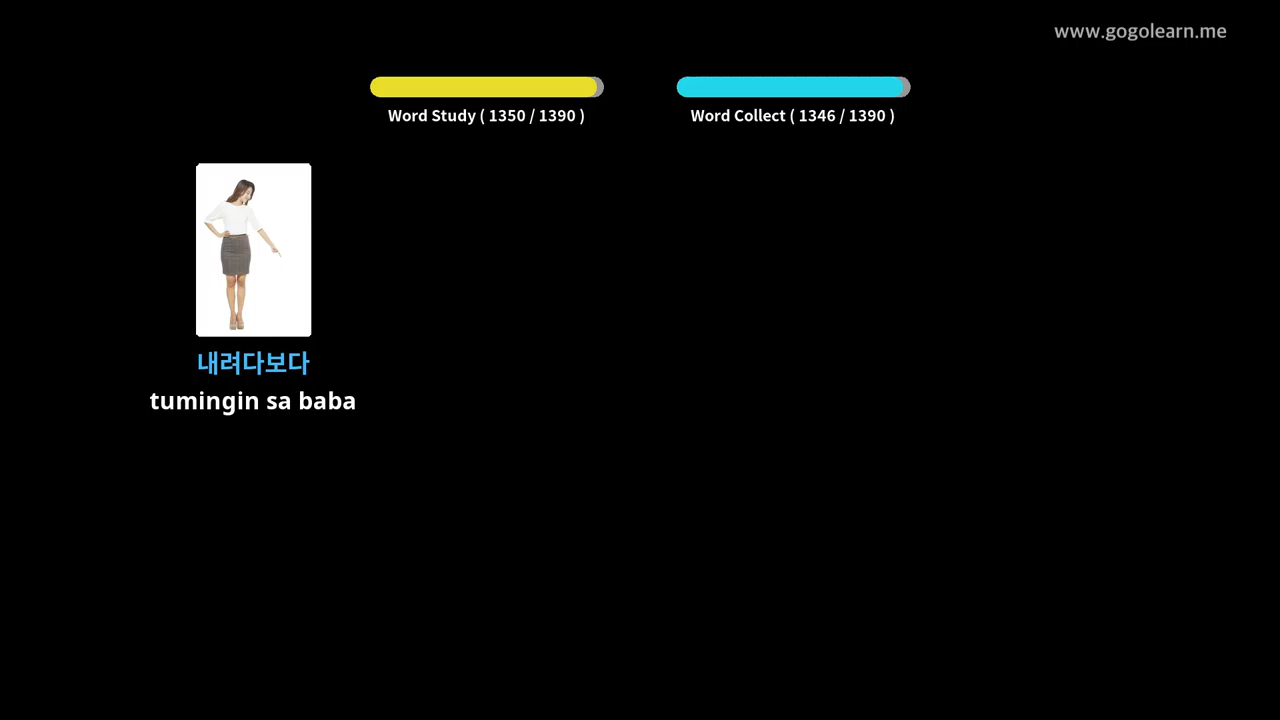 www.gogolearn.me
Word Study ( 1350 / 1390 )
Word Collect ( 1346 / 1390 )
내려다보다
tumingin sa baba